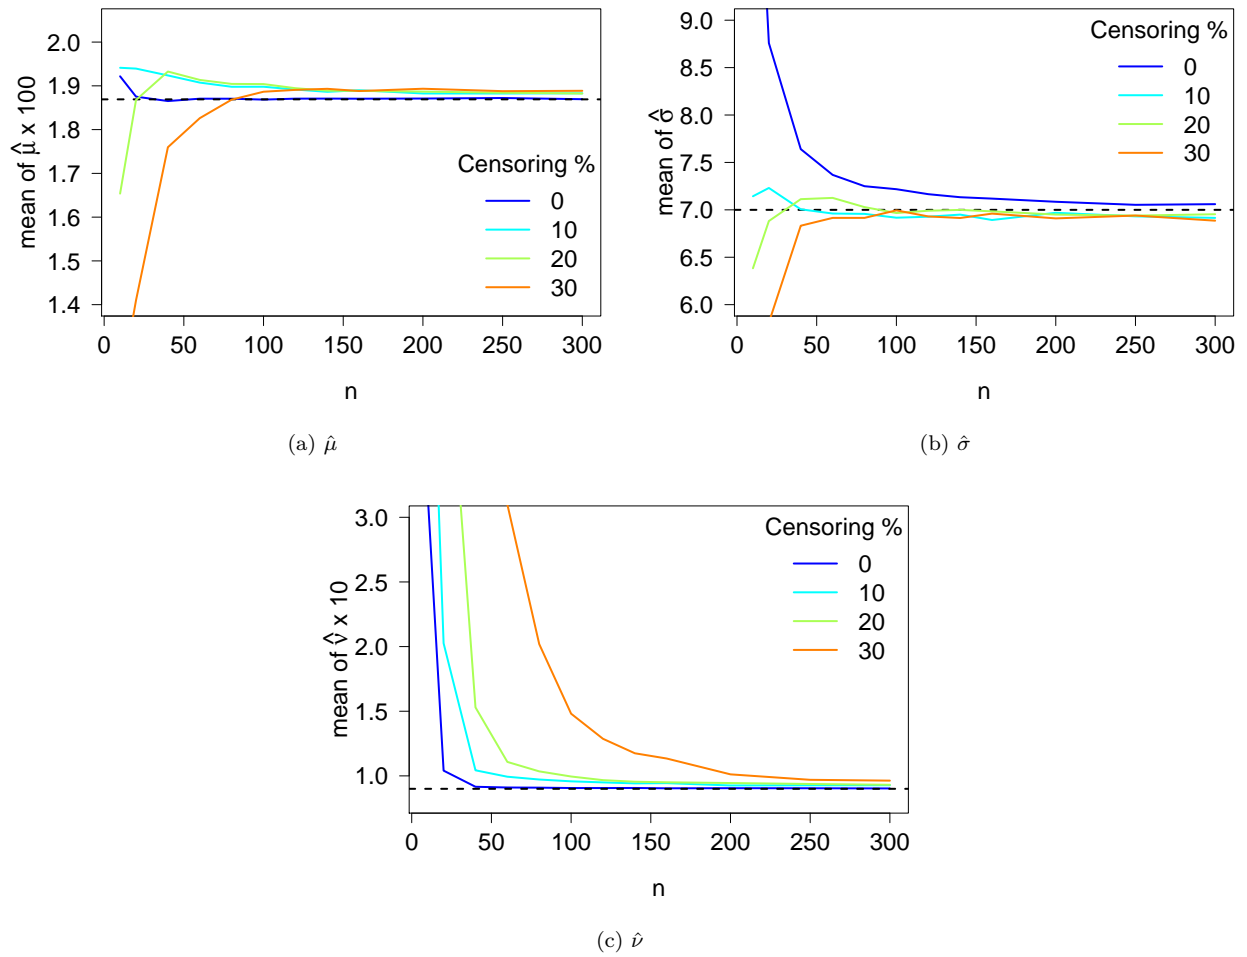 mean of μ̂ x 100
2.0
1.9
1.8
1.7
1.6
1.5
1.4
Censoring %
0
10
20
30
0 50 100 150 200 250 300
n
(a) μ̂
mean of σ̂
9.0
8.5
8.0
7.5
7.0
6.5
6.0
Censoring %
0
10
20
30
0 50 100 150 200 250 300
n
(b) σ̂
mean of ν̂ x 10
3.0
2.5
2.0
1.5
1.0
Censoring %
0
10
20
30
0 50 100 150 200 250 300
n
(c) ν̂